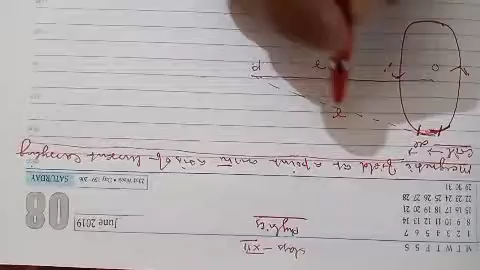 class - XII
Physics
June 2019
08
SATURDAY
M T W T F S S
1 2 3 4 5 6 7
8 9 10 11 12 13 14
15 16 17 18 19 20 21
22 23 24 25 26 27 28
29 30 31
Magnetic Field at a point on the axis of Current Carrying
Coil →
O
P